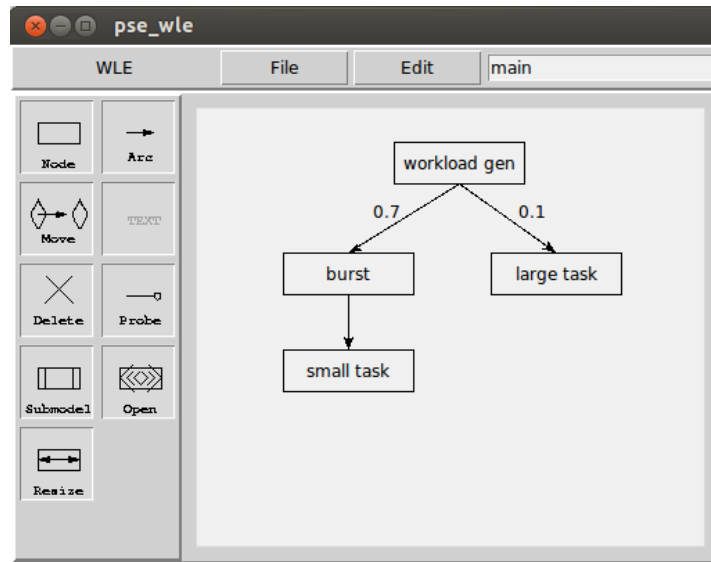 pse_wle
WLE File Edit main
Node Arc
Move TEXT
Delete Probe
Submodel Open
Resize
workload gen
0.7 0.1
burst large task
small task